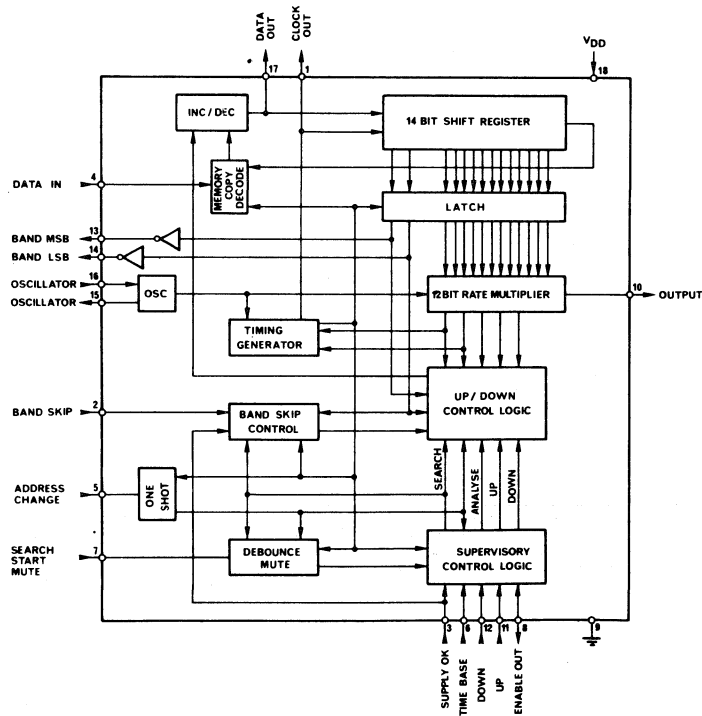 DATA OUT
CLOCK OUT
VDD
17
1
18
INC / DEC
14 BIT SHIFT REGISTER
4
DATA IN
MEMORY COPY DECODE
LATCH
13
BAND MSB
14
BAND LSB
16
OSCILLATOR
15
OSCILLATOR
OSC
12 BIT RATE MULTIPLIER
10
OUTPUT
TIMING
GENERATOR
UP / DOWN
CONTROL LOGIC
2
BAND SKIP
BAND SKIP
CONTROL
SEARCH
ANALYSE
UP
DOWN
5
ADDRESS
CHANGE
ONE SHOT
7
SEARCH
START
MUTE
DEBOUNCE
MUTE
SUPERVISORY
CONTROL LOGIC
3
6
12
11
8
9
SUPPLY OK
TIME BASE
DOWN
UP
ENABLE OUT